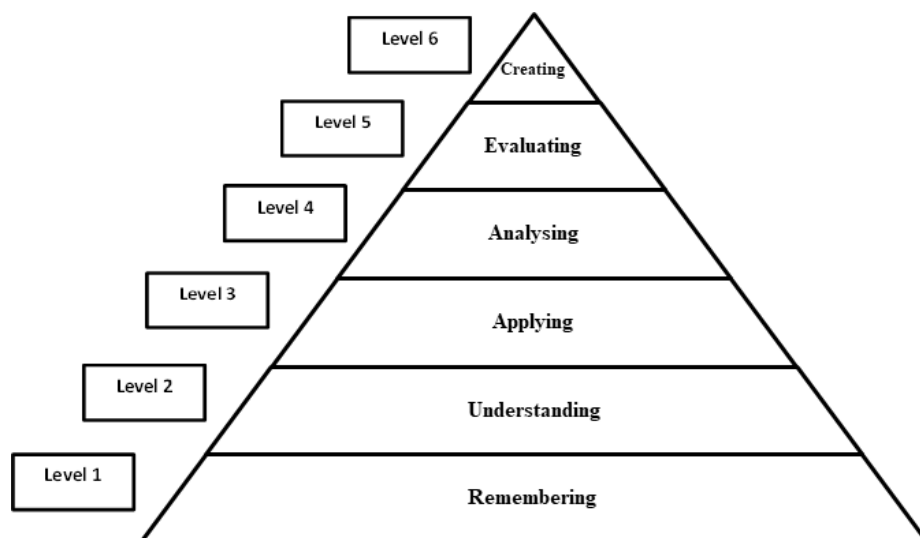 Level 6
Creating
Level 5
Evaluating
Level 4
Analysing
Level 3
Applying
Level 2
Understanding
Level 1
Remembering